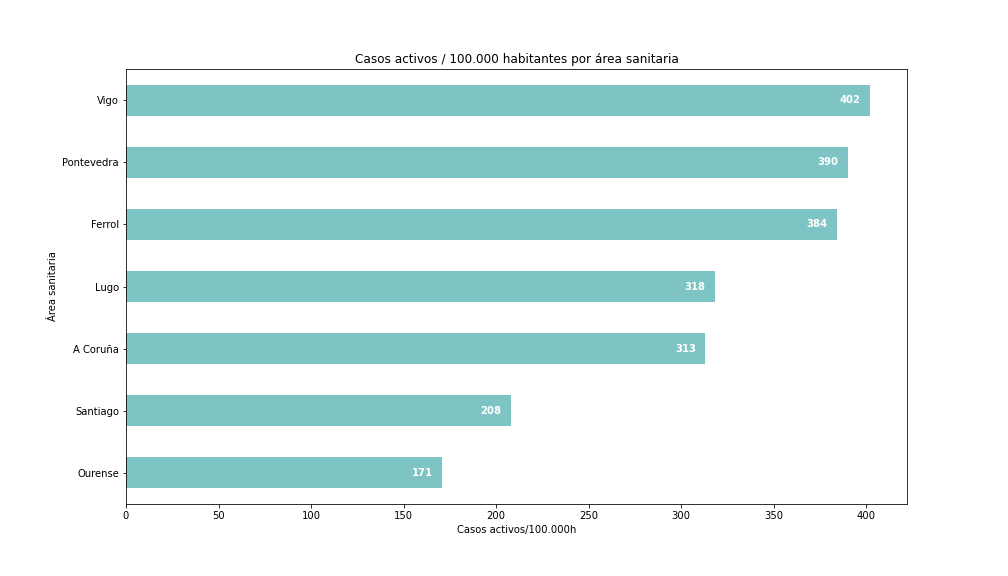 Casos activos / 100.000 habitantes por área sanitaria
Vigo
402
Pontevedra
390
Ferrol
384
Lugo
318
A Coruña
313
Santiago
208
Ourense
171
Área sanitaria
0 50 100 150 200 250 300 350 400
Casos activos/100.000h